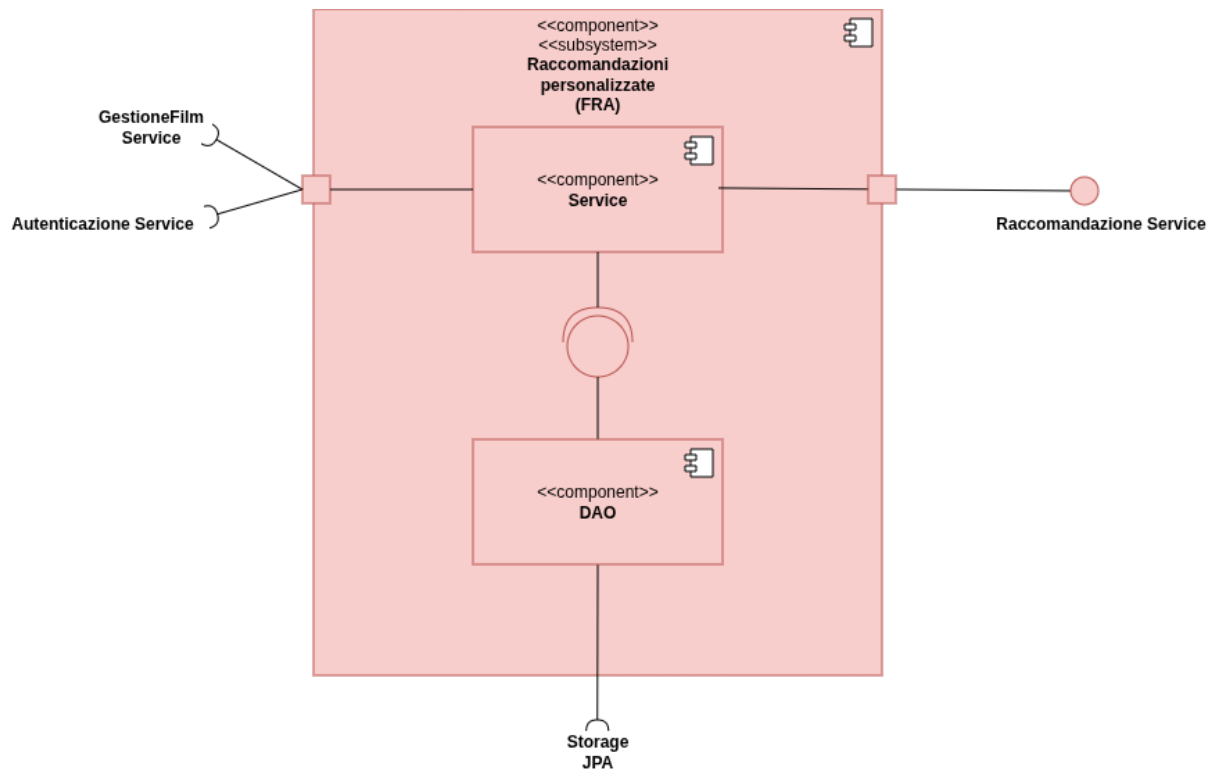 <<component>>
<<subsystem>>
Raccomandazioni
personalizzate
(FRA)
GestioneFilm
Service
<<component>>
Service
Autenticazione Service
Raccomandazione Service
<<component>>
DAO
Storage
JPA